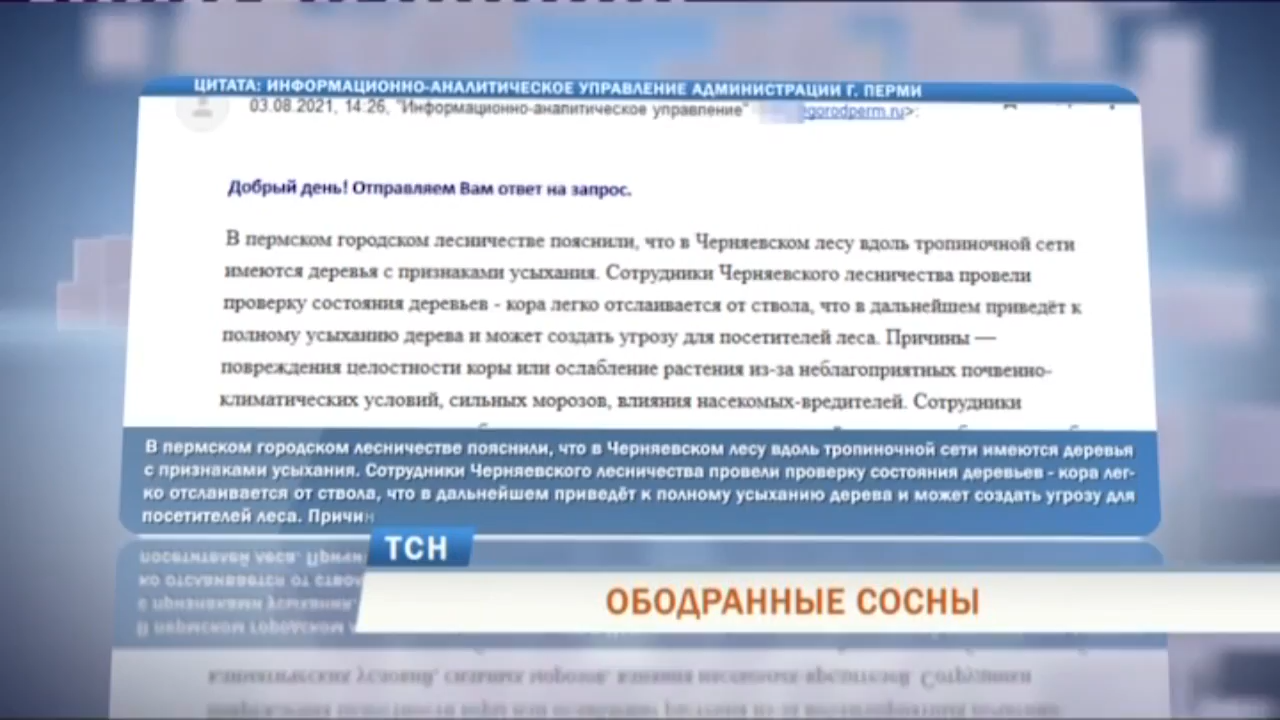 ЦИТАТА: ИНФОРМАЦИОННО-АНАЛИТИЧЕСКОЕ УПРАВЛЕНИЕ АДМИНИСТРАЦИИ Г. ПЕРМИ
03.08.2021, 14:26, "Информационно-аналитическое управление" gorodperm.ru>:
Добрый день! Отправляем Вам ответ на запрос.
В пермском городском лесничестве пояснили, что в Черняевском лесу вдоль тропиночной сети
имеются деревья с признаками усыхания. Сотрудники Черняевского лесничества провели
проверку состояния деревьев - кора легко отслаивается от ствола, что в дальнейшем приведёт к
полному усыханию дерева и может создать угрозу для посетителей леса. Причины —
повреждения целостности коры или ослабление растения из-за неблагоприятных почвенно-
климатических условий, сильных морозов, влияния насекомых-вредителей. Сотрудники
В пермском городском лесничестве пояснили, что в Черняевском лесу вдоль тропиночной сети имеются деревья
с признаками усыхания. Сотрудники Черняевского лесничества провели проверку состояния деревьев - кора лег-
ко отслаивается от ствола, что в дальнейшем приведёт к полному усыханию дерева и может создать угрозу для
посетителей леса. Причин
ТСН
ОБОДРАННЫЕ СОСНЫ